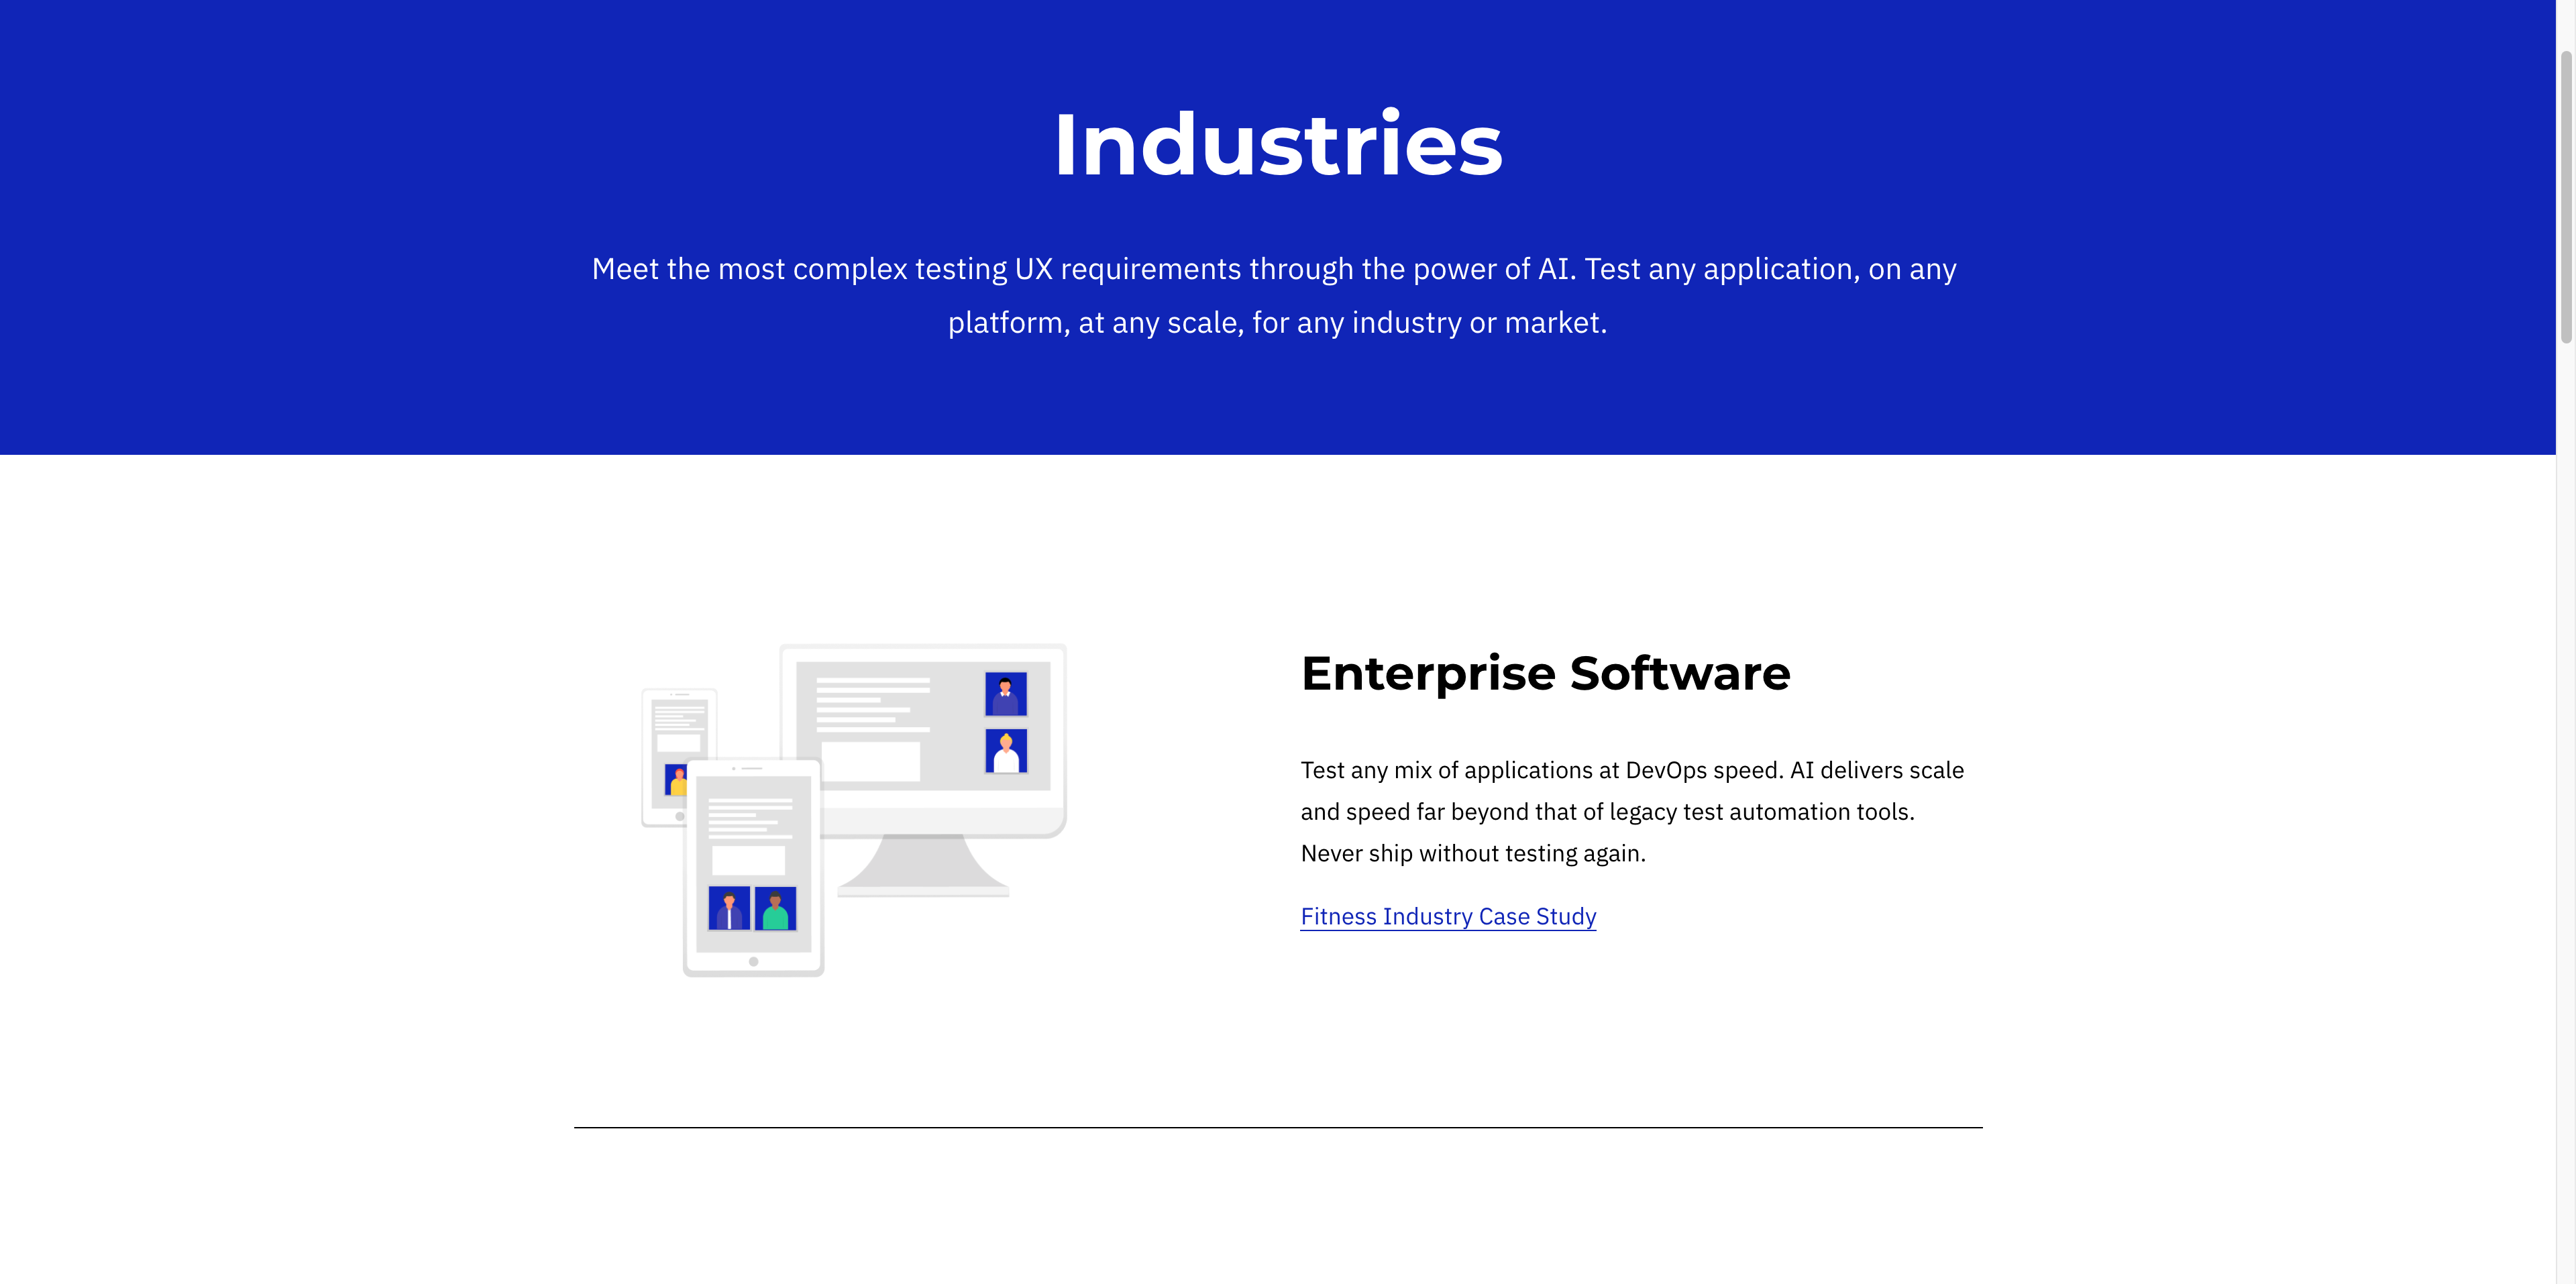 Industries
Meet the most complex testing UX requirements through the power of AI. Test any application, on any
platform, at any scale, for any industry or market.
Enterprise Software
Test any mix of applications at DevOps speed. AI delivers scale
and speed far beyond that of legacy test automation tools.
Never ship without testing again.
Fitness Industry Case Study